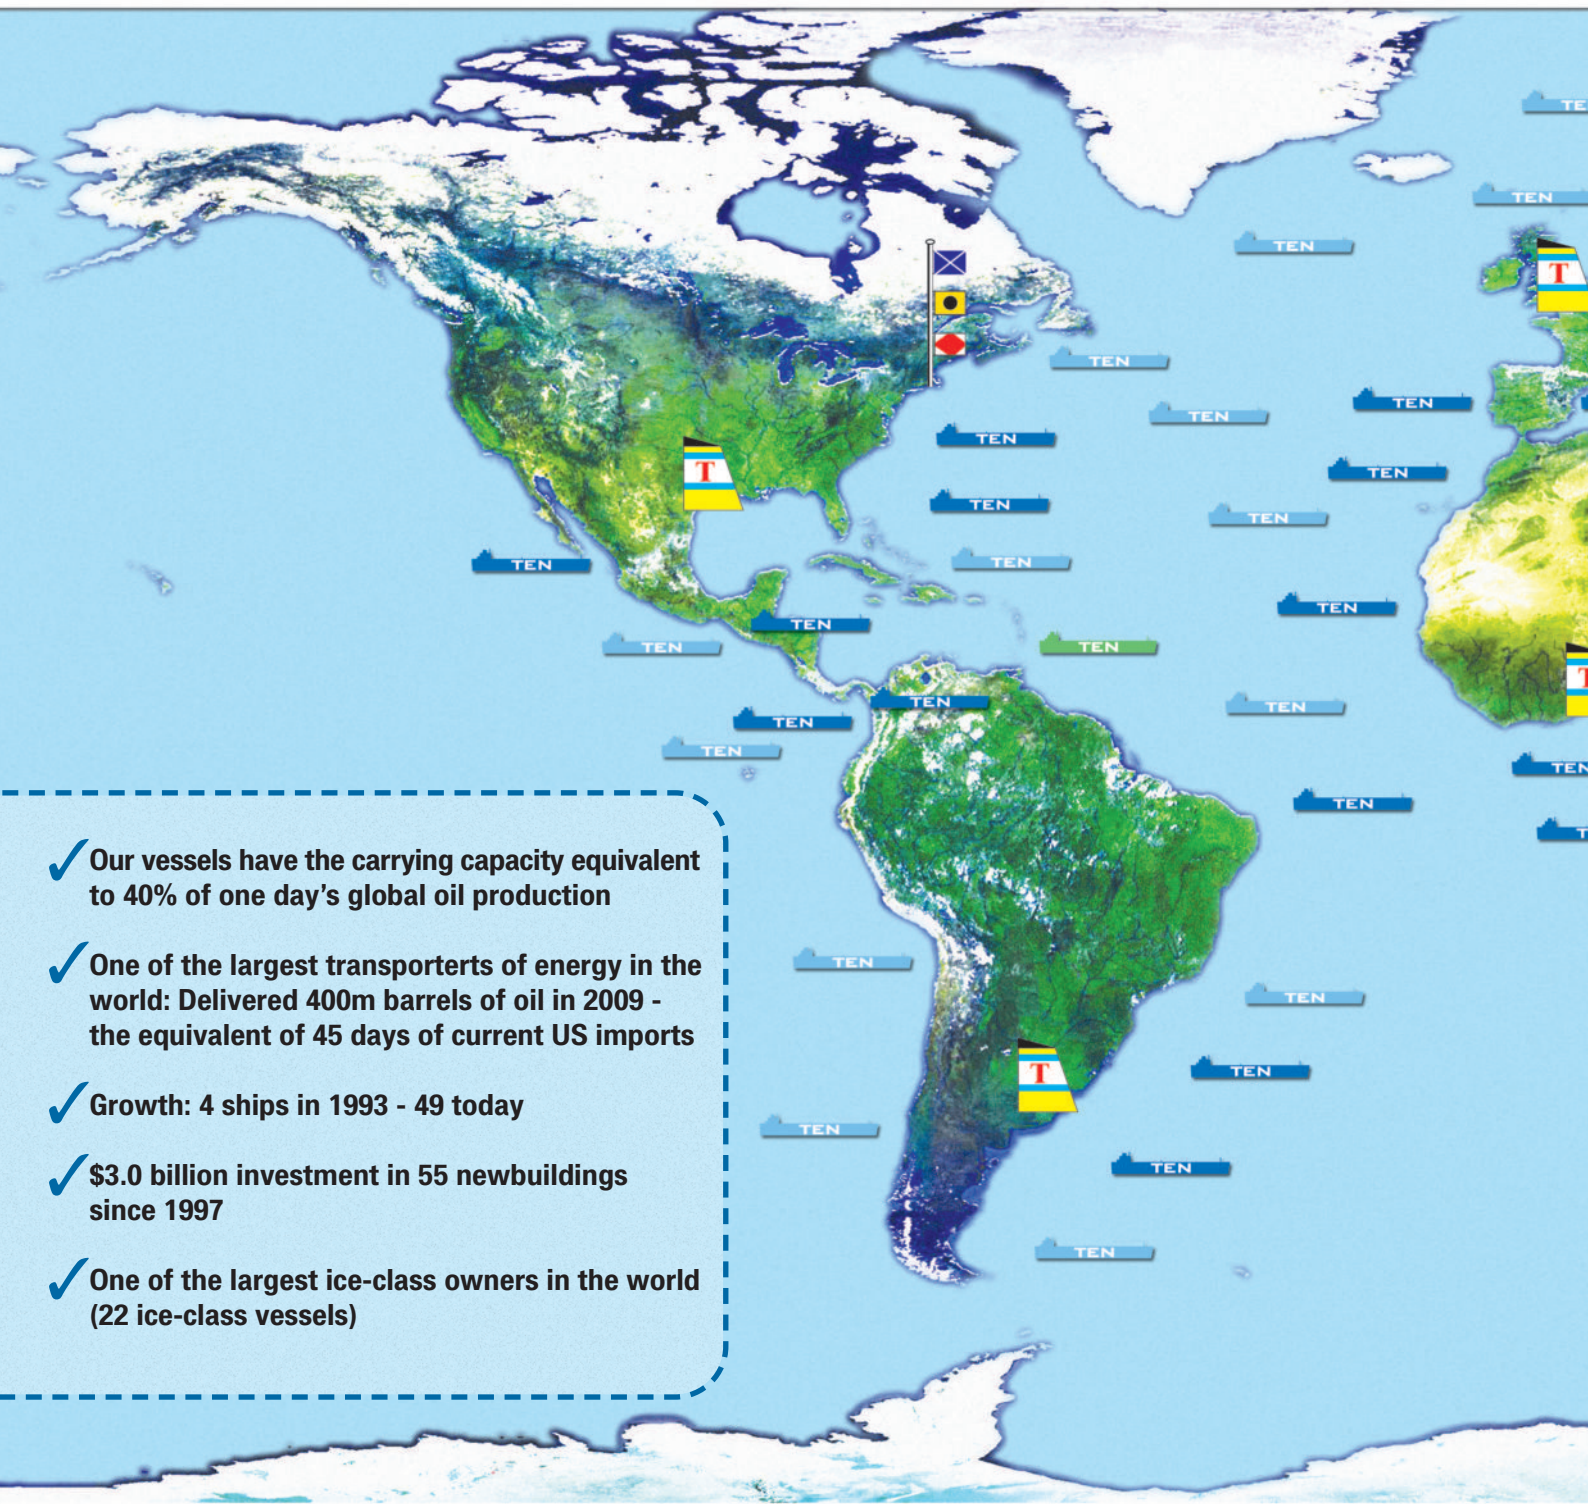 TE
TEN
TEN
T
TEN
TEN
TEN
TEN
T
TEN
TEN
TEN
TEN
TEN
TEN
TEN
TEN
TEN
T
TEN
TEN
TEN
TEN
TEN
TEN
T
Our vessels have the carrying capacity equivalent
to 40% of one day's global oil production
One of the largest transporterts of energy in the
world: Delivered 400m barrels of oil in 2009 -
the equivalent of 45 days of current US imports
Growth: 4 ships in 1993 - 49 today
$3.0 billion investment in 55 newbuildings
since 1997
One of the largest ice-class owners in the world
(22 ice-class vessels)
TEN
TEN
TEN
T
TEN
TEN
TEN